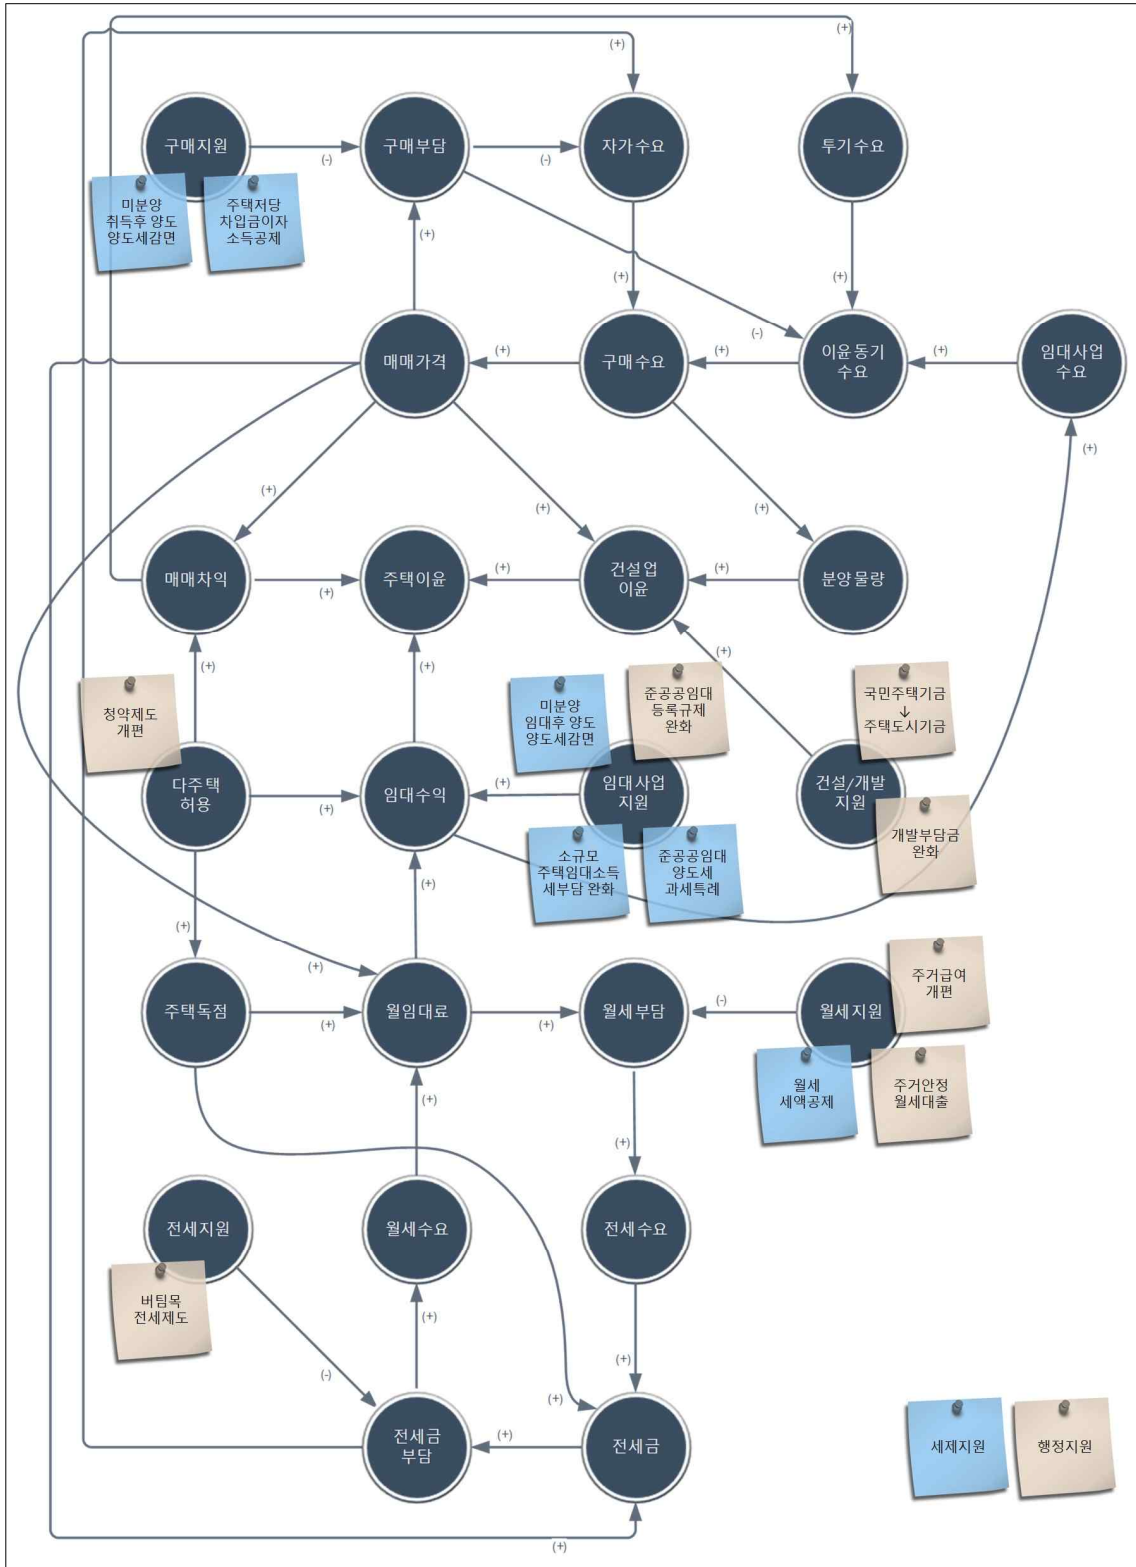 (+)
(+)
구매지원
(-)
구매부담
(-)
자가수요
투기수요
미분양
취득후 양도
양도세감면
주택저당
차입금이자
소득공제
(+)
(+)
(+)
(-)
매매가격
(+)
구매수요
(+)
이윤동기
수요
(+)
임대사업
수요
(+)
(+)
(+)
(+)
매매차익
(+)
주택이윤
(+)
건설업
이윤
(+)
분양물량
(+)
(+)
(+)
청약제도
개편
미분양
임대후 양도
양도세감면
준공공임대
등록규제
완화
국민주택기금
↓
주택도시기금
다주택
허용
(+)
임대수익
(+)
임대사업
지원
건설/개발
지원
소규모
주택임대소득
세부담 완화
준공공임대
양도세
과세특례
개발부담금
완화
(+)
(+)
(+)
주택독점
(+)
월임대료
(+)
월세부담
(-)
월세지원
주거급여
개편
월세
세액공제
주거안정
월세대출
(+)
(+)
전세지원
월세수요
전세수요
버팀목
전세제도
(+)
(+)
(-)
(+)
전세금
부담
(+)
전세금
세제지원
행정지원
(+)